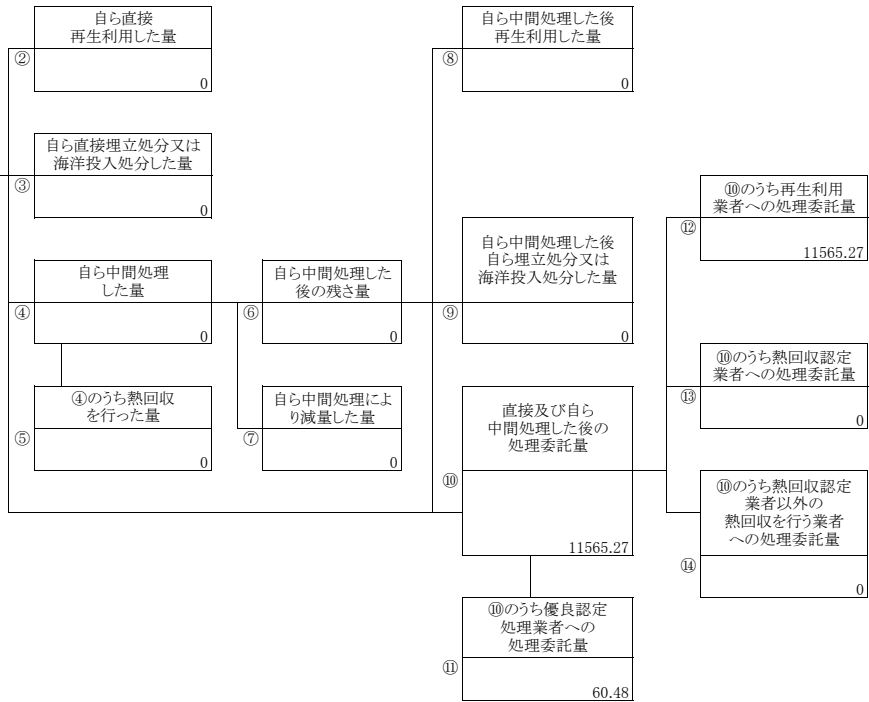 自ら直接
再生利用した量
②
0
自ら直接埋立処分又は
海洋投入処分した量
③
0
自ら中間処理
した量
④
0
④のうち熱回収
を行った量
⑤
0
自ら中間処理した
後の残さ量
⑥
0
自ら中間処理によ
り減量した量
⑦
0
自ら中間処理した後
再生利用した量
⑧
0
自ら中間処理した後
自ら埋立処分又は
海洋投入処分した量
⑨
0
直接及び自ら
中間処理した後の
処理委託量
⑩
11565.27
⑩のうち優良認定
処理業者への
処理委託量
⑪
60.48
⑩のうち再生利用
業者への処理委託量
⑫
11565.27
⑩のうち熱回収認定
業者への処理委託量
⑬
0
⑩のうち熱回収認定
業者以外の
熱回収を行う業者
への処理委託量
⑭
0